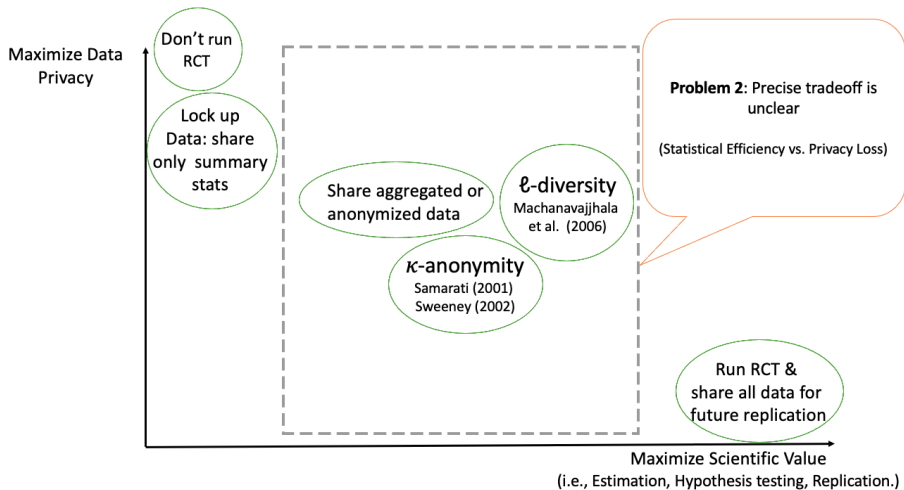 Maximize Data
Privacy
Don't run
RCT
Lock up
Data: share
only summary
stats
Share aggregated or
anonymized data
ℓ-diversity
Machanavajjhala
et al. (2006)
κ-anonymity
Samarati (2001)
Sweeney (2002)
Problem 2: Precise tradeoff is
unclear
(Statistical Efficiency vs. Privacy Loss)
Run RCT &
share all data for
future replication
Maximize Scientific Value
(i.e., Estimation, Hypothesis testing, Replication.)